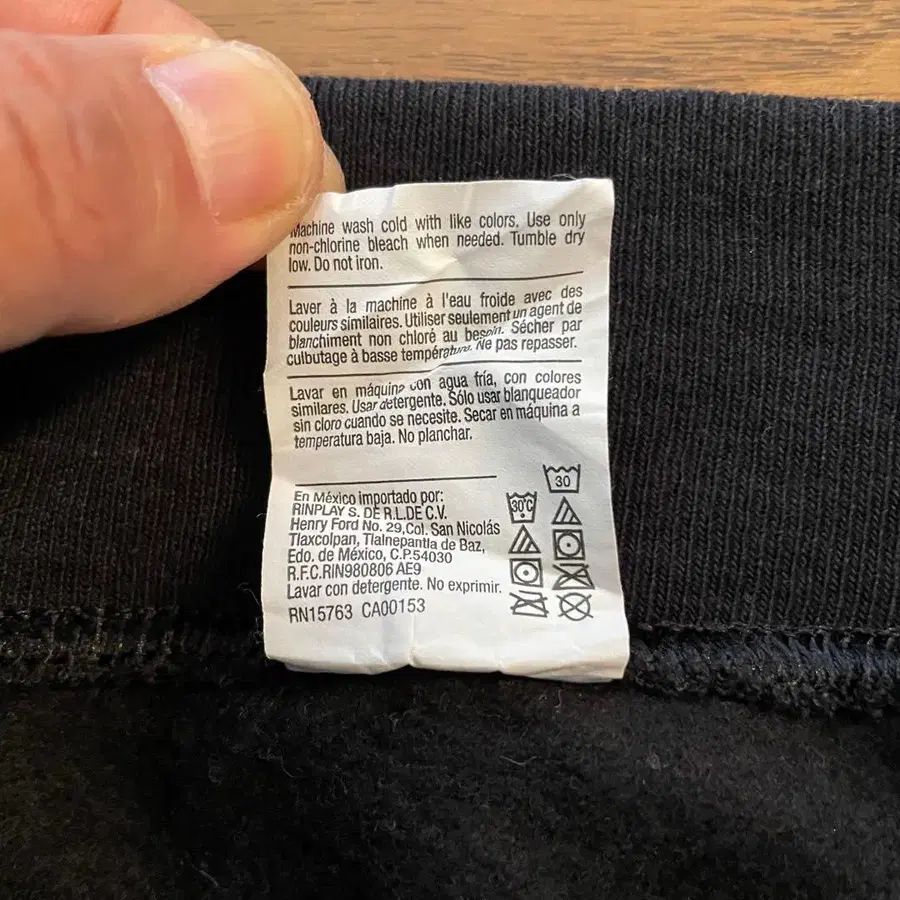 Machine wash cold with like colors. Use only
non-chlorine bleach when needed. Tumble dry
low. Do not iron.
Laver à la machine à l'eau froide avec des
couleurs similaires. Utiliser seulement un agent de
blanchiment non chloré au besoin. Sécher par
culbutage à basse température. Ne pas repasser.
Lavar en máquina con agua fría, con colores
similares. Usar detergente. Sólo usar blanqueador
sin cloro cuando se necesite. Secar en máquina a
temperatura baja. No planchar.
En México importado por:
RINPLAY S. DE R.L.DE C.V.
Henry Ford No. 29,Col. San Nicolás
Tlaxcolpan, Tlalnepantla de Baz,
Edo. de México, C.P.54030
R.F.C.RIN980806 AE9
Lavar con detergente. No exprimir.
RN15763 CA00153
30°C
30